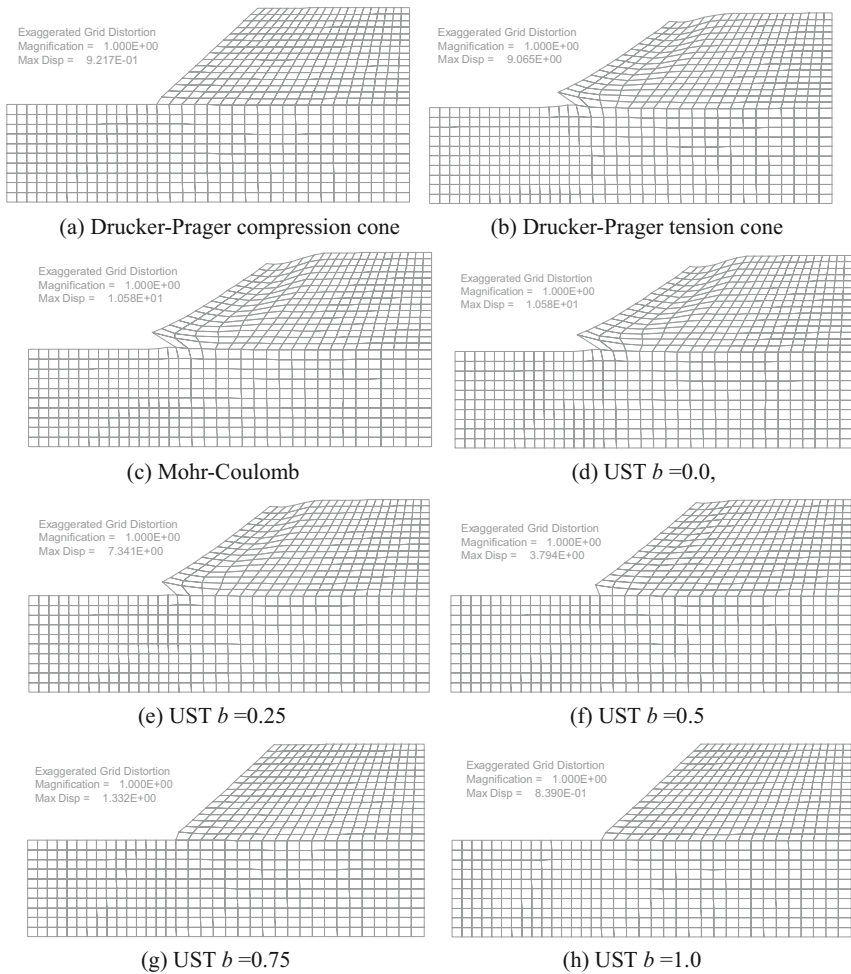 Exaggerated Grid Distortion
Magnification = 1.000E+00
Max Disp = 9.217E-01
(a) Drucker-Prager compression cone
Exaggerated Grid Distortion
Magnification = 1.000E+00
Max Disp = 9.065E+00
(b) Drucker-Prager tension cone
Exaggerated Grid Distortion
Magnification = 1.000E+00
Max Disp = 1.058E+01
(c) Mohr-Coulomb
Exaggerated Grid Distortion
Magnification = 1.000E+00
Max Disp = 1.058E+01
(d) UST b =0.0,
Exaggerated Grid Distortion
Magnification = 1.000E+00
Max Disp = 7.341E+00
(e) UST b =0.25
Exaggerated Grid Distortion
Magnification = 1.000E+00
Max Disp = 3.794E+00
(f) UST b =0.5
Exaggerated Grid Distortion
Magnification = 1.000E+00
Max Disp = 1.332E+00
(g) UST b =0.75
Exaggerated Grid Distortion
Magnification = 1.000E+00
Max Disp = 8.390E-01
(h) UST b =1.0